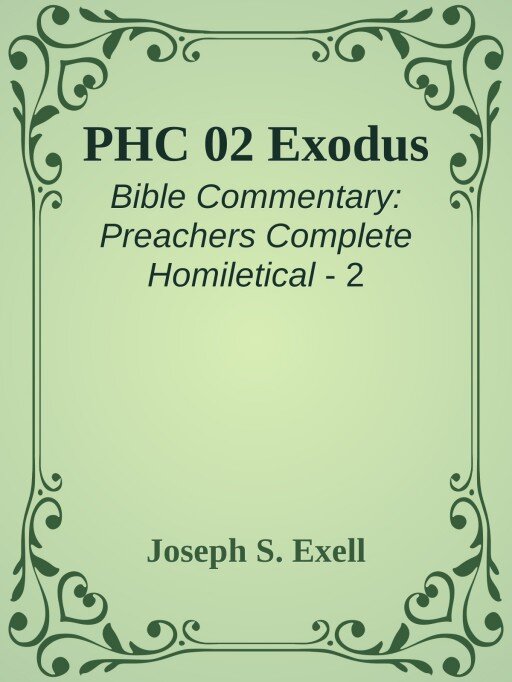 PHC 02 Exodus
Bible Commentary:
Preachers Complete
Homiletical - 2
Joseph S. Exell